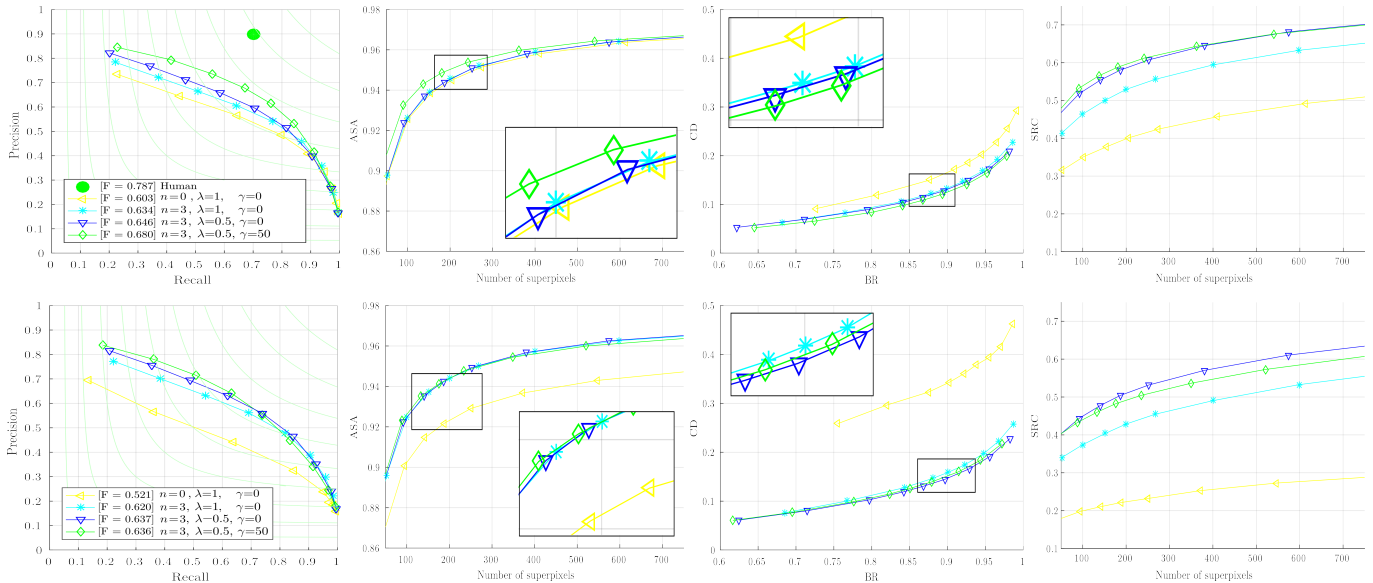 Precision
1
0.9
0.8
0.7
0.6
0.5
0.4
0.3
0.2
0.1
0
[F = 0.787] Human
[F = 0.603] n=0 , λ=1, γ=0
[F = 0.634] n=3, λ=1, γ=0
[F = 0.646] n=3, λ=0.5, γ=0
[F = 0.680] n=3, λ=0.5, γ=50
0 0.1 0.2 0.3 0.4 0.5 0.6 0.7 0.8 0.9 1
Recall
ASA
0.98
0.96
0.94
0.92
0.9
0.88
0.86
100 200 300 400 500 600 700
Number of superpixels
CD
0.5
0.4
0.3
0.2
0.1
0
0.6 0.65 0.7 0.75 0.8 0.85 0.9 0.95 1
BR
SRC
0.7
0.6
0.5
0.4
0.3
0.2
0.1
100 200 300 400 500 600 700
Number of superpixels
Precision
1
0.9
0.8
0.7
0.6
0.5
0.4
0.3
0.2
0.1
0
[F = 0.521] n=0 , λ=1, γ=0
[F = 0.620] n=3, λ=1, γ=0
[F = 0.637] n=3, λ=0.5, γ=0
[F = 0.636] n=3, λ=0.5, γ=50
0 0.1 0.2 0.3 0.4 0.5 0.6 0.7 0.8 0.9 1
Recall
ASA
0.98
0.96
0.94
0.92
0.9
0.88
0.86
100 200 300 400 500 600 700
Number of superpixels
CD
0.5
0.4
0.3
0.2
0.1
0
0.6 0.65 0.7 0.75 0.8 0.85 0.9 0.95 1
BR
SRC
0.7
0.6
0.5
0.4
0.3
0.2
0.1
100 200 300 400 500 600 700
Number of superpixels